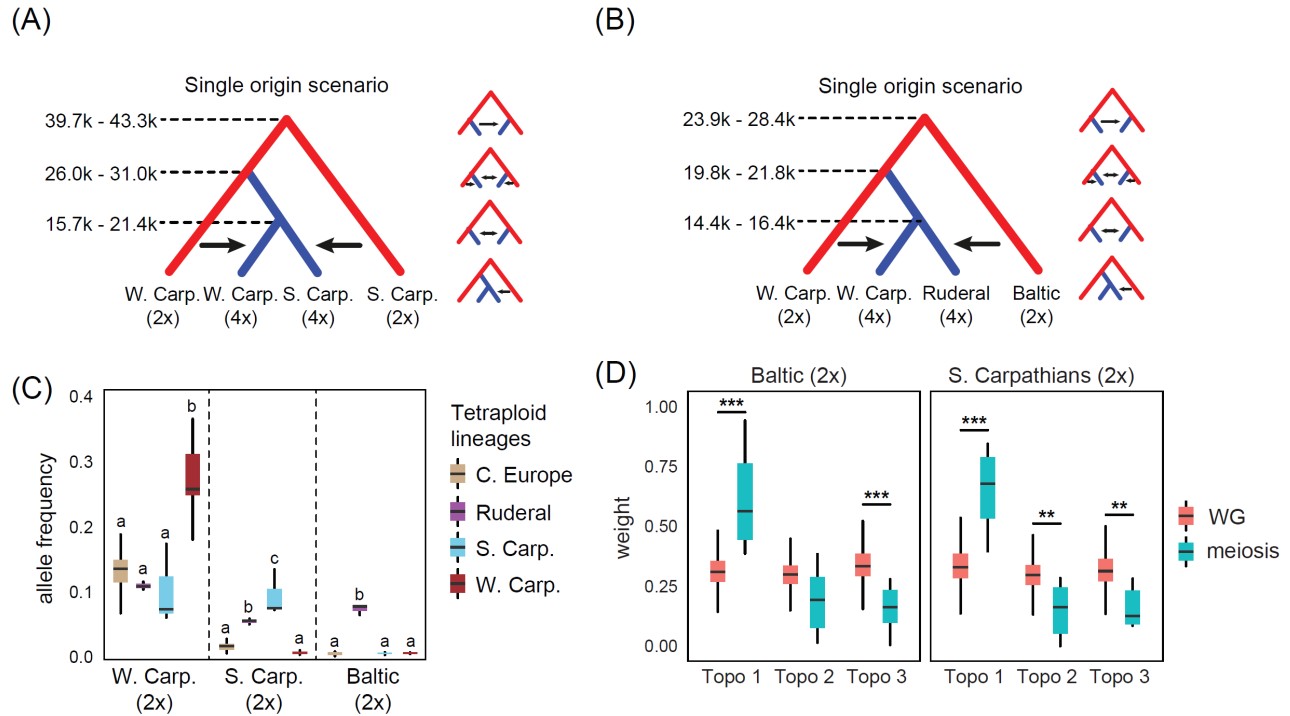 (A)
Single origin scenario
39.7k - 43.3k
26.0k - 31.0k
15.7k - 21.4k
W. Carp. W. Carp. S. Carp. S. Carp.
(2x) (4x) (4x) (2x)
(B)
Single origin scenario
23.9k - 28.4k
19.8k - 21.8k
14.4k - 16.4k
W. Carp. W. Carp. Ruderal Baltic
(2x) (4x) (4x) (2x)
(C)
allele frequency
0.4
0.3
0.2
0.1
0.0
a a a b
a b c a
a b a a
W. Carp. S. Carp. Baltic
(2x) (2x) (2x)
Tetraploid
lineages
C. Europe
Ruderal
S. Carp.
W. Carp.
(D)
Baltic (2x) S. Carpathians (2x)
weight
1.00
0.75
0.50
0.25
0.00
*** ***
*** ** **
Topo 1 Topo 2 Topo 3 Topo 1 Topo 2 Topo 3
WG
meiosis